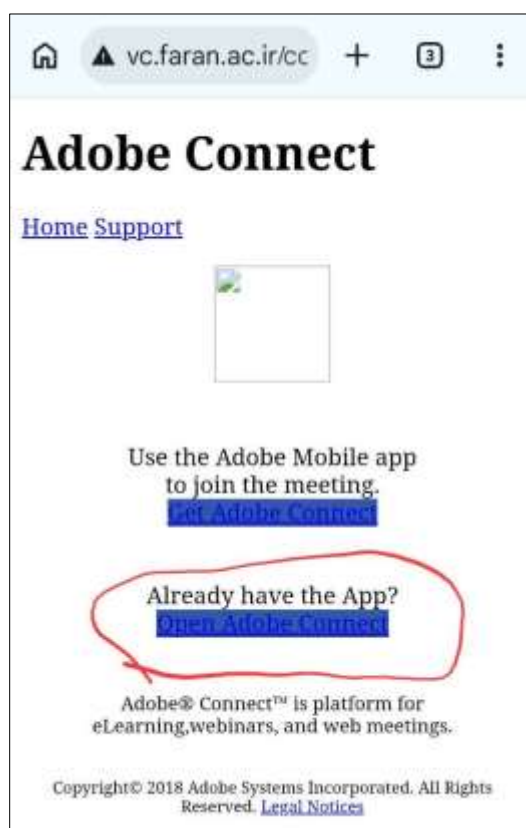 vc.faran.ac.ir/cc
3
Adobe Connect
Home Support
Use the Adobe Mobile app
to join the meeting.
Get Adobe Connect
Already have the App?
Open Adobe Connect
Adobe® Connect™ is platform for
eLearning,webinars, and web meetings.
Copyright© 2018 Adobe Systems Incorporated. All Rights
Reserved. Legal Notices